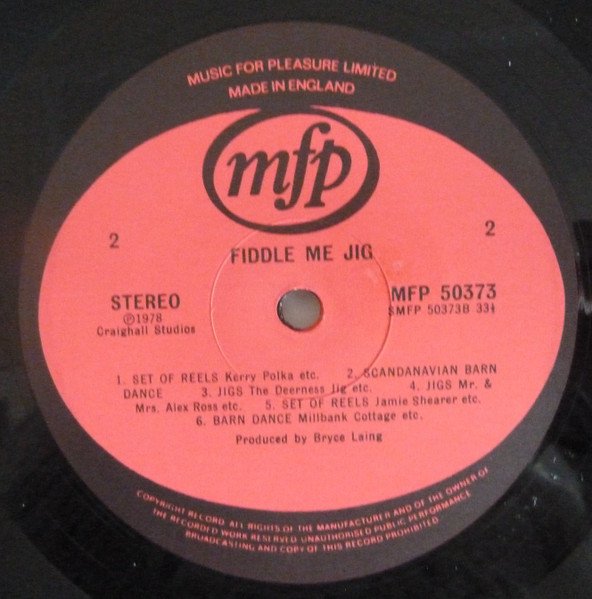 MUSIC FOR PLEASURE LIMITED
MADE IN ENGLAND
mfp
2
2
FIDDLE ME JIG
STEREO
MFP 50373
℗1978
SMFP 50373B 33⅓
Craighall Studios
1. SET OF REELS Kerry Polka etc. 2. SCANDANAVIAN BARN
DANCE 3. JIGS The Deerness Jig etc. 4. JIGS Mr. &
Mrs. Alex Ross etc. 5. SET OF REELS Jamie Shearer etc.
6. BARN DANCE Millbank Cottage etc.
Produced by Bryce Laing
COPYRIGHT RECORD ALL RIGHTS OF THE MANUFACTURER AND OF THE OWNER OF
THE RECORDED WORK RESERVED UNAUTHORISED PUBLIC PERFORMANCE
BROADCASTING AND COPY OF THIS RECORD PROHIBITED